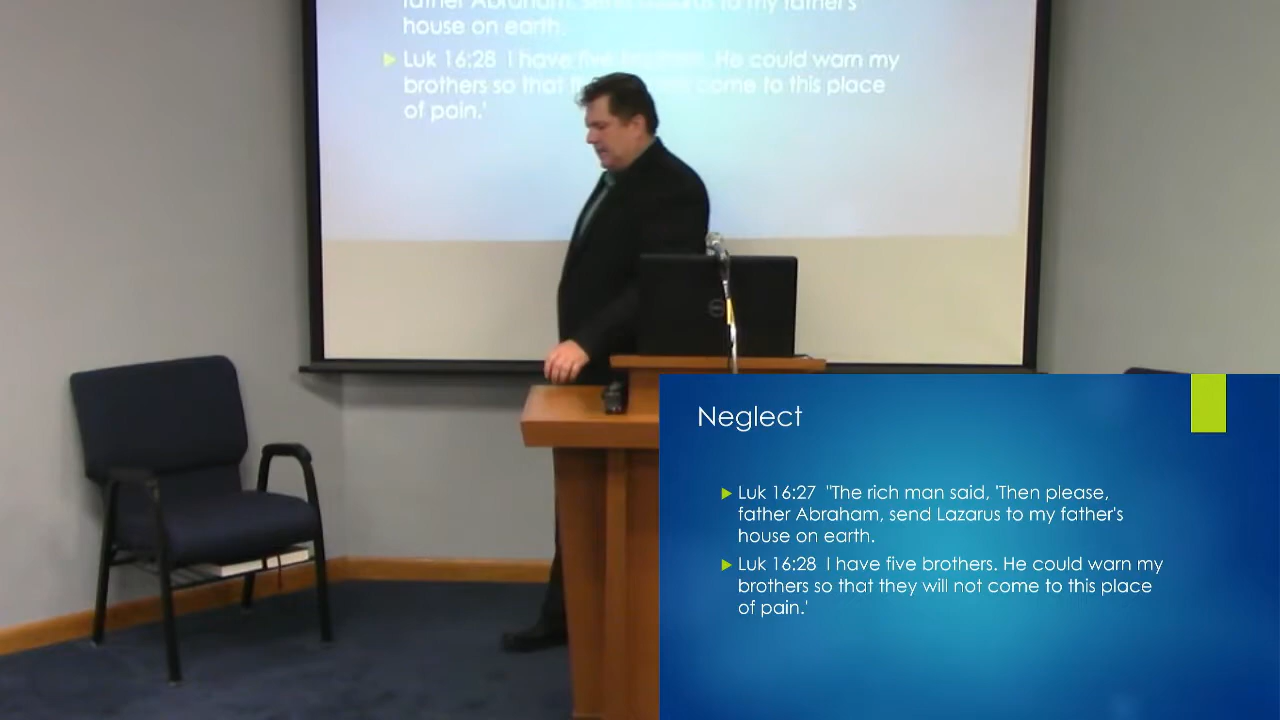 father Abraham, send Lazarus to my father's
house on earth.
Luk 16:28 I have five brothers. He could warn my
brothers so that come to this place
of pain.'
Neglect
Luk 16:27 "The rich man said, 'Then please,
father Abraham, send Lazarus to my father's
house on earth.
Luk 16:28 I have five brothers. He could warn my
brothers so that they will not come to this place
of pain.'